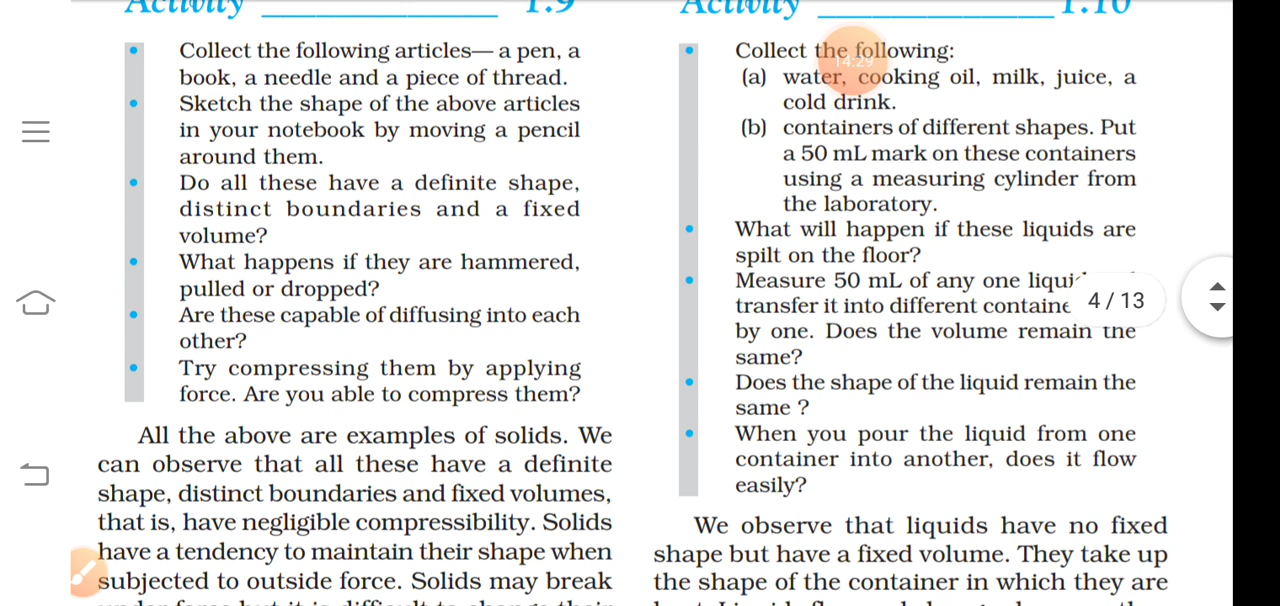 Activity ______________ 1.9
Collect the following articles— a pen, a
book, a needle and a piece of thread.
Sketch the shape of the above articles
in your notebook by moving a pencil
around them.
Do all these have a definite shape,
distinct boundaries and a fixed
volume?
What happens if they are hammered,
pulled or dropped?
Are these capable of diffusing into each
other?
Try compressing them by applying
force. Are you able to compress them?
All the above are examples of solids. We
can observe that all these have a definite
shape, distinct boundaries and fixed volumes,
that is, have negligible compressibility. Solids
have a tendency to maintain their shape when
subjected to outside force. Solids may break
Activity ______________ 1.10
Collect the following:
14:29
(a) water, cooking oil, milk, juice, a
cold drink.
(b) containers of different shapes. Put
a 50 mL mark on these containers
using a measuring cylinder from
the laboratory.
What will happen if these liquids are
spilt on the floor?
Measure 50 mL of any one
transfer it into different
4 / 13
by one. Does the volume remain the
same?
Does the shape of the liquid remain the
same ?
When you pour the liquid from one
container into another, does it flow
easily?
We observe that liquids have no fixed
shape but have a fixed volume. They take up
the shape of the container in which they are